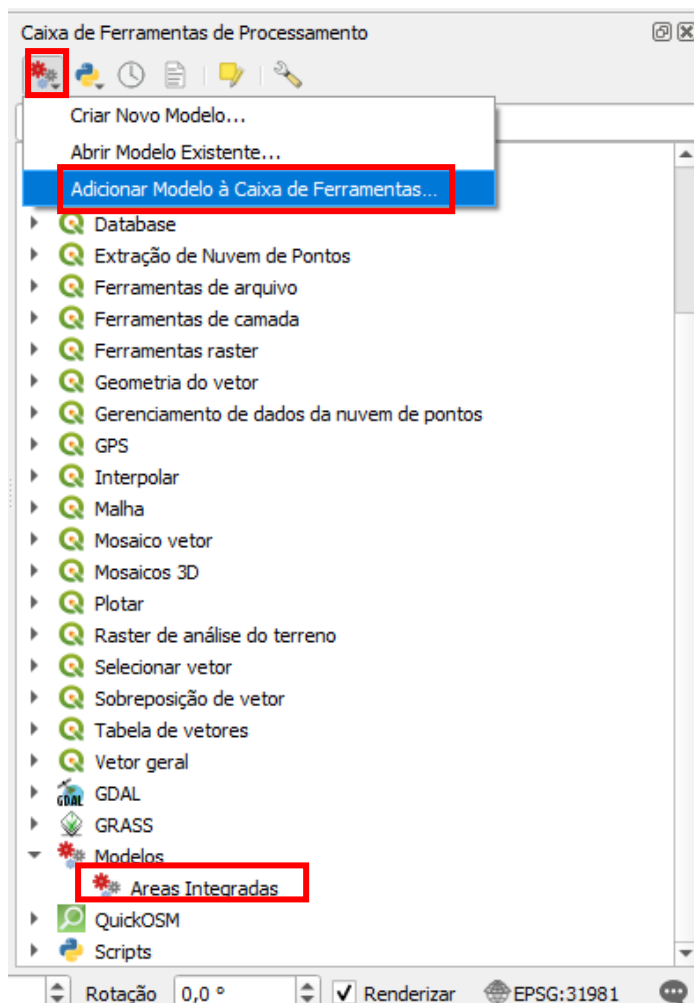 Caixa de Ferramentas de Processamento
Criar Novo Modelo...
Abrir Modelo Existente...
Adicionar Modelo à Caixa de Ferramentas...
Database
Extração de Nuvem de Pontos
Ferramentas de arquivo
Ferramentas de camada
Ferramentas raster
Geometria do vetor
Gerenciamento de dados da nuvem de pontos
GPS
Interpolar
Malha
Mosaico vetor
Mosaicos 3D
Plotar
Raster de análise do terreno
Selecionar vetor
Sobreposição de vetor
Tabela de vetores
Vetor geral
GDAL GDAL
GRASS
Modelos
Areas Integradas
QuickOSM
Scripts
Rotação 0,0 ° Renderizar EPSG:31981